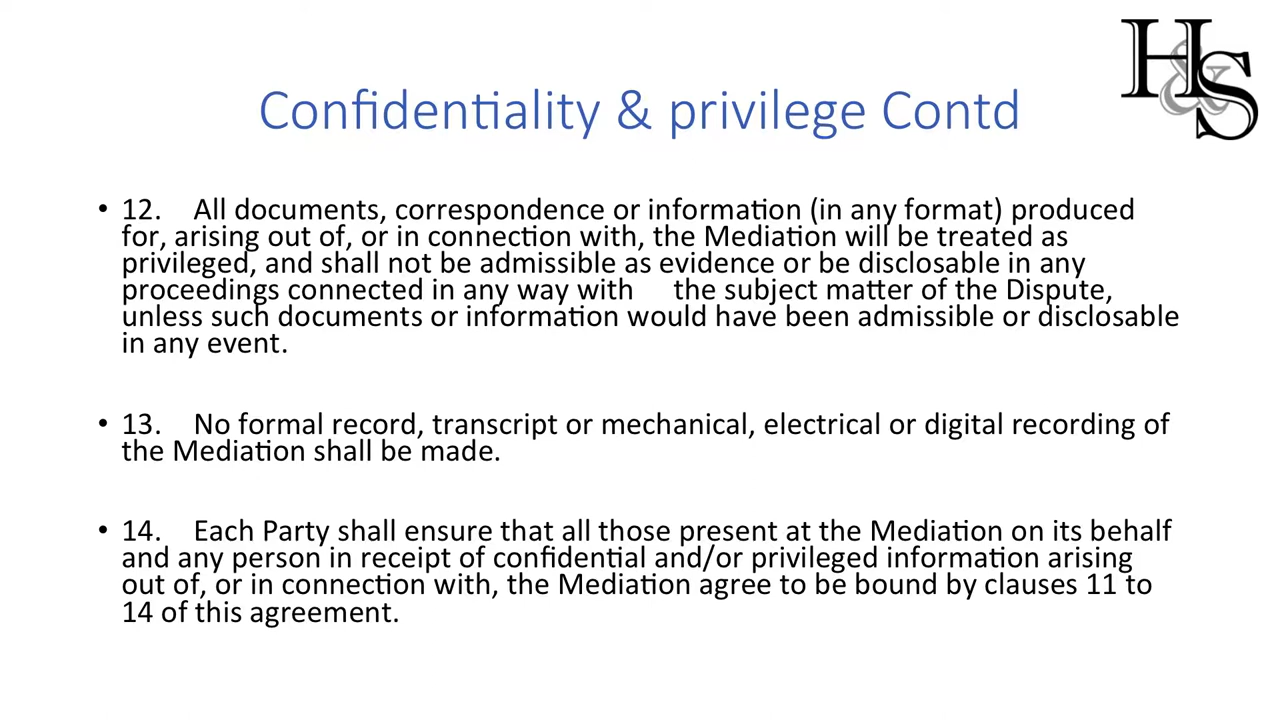 H&S
Confidentiality & privilege Contd
• 12. All documents, correspondence or information (in any format) produced
for, arising out of, or in connection with, the Mediation will be treated as
privileged, and shall not be admissible as evidence or be disclosable in any
proceedings connected in any way with the subject matter of the Dispute,
unless such documents or information would have been admissible or disclosable
in any event.
• 13. No formal record, transcript or mechanical, electrical or digital recording of
the Mediation shall be made.
• 14. Each Party shall ensure that all those present at the Mediation on its behalf
and any person in receipt of confidential and/or privileged information arising
out of, or in connection with, the Mediation agree to be bound by clauses 11 to
14 of this agreement.